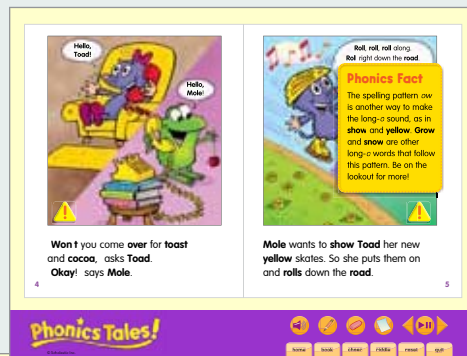 Hello,
Toad!
Hello,
Mole!
Won t you come over for toast
and cocoa, asks Toad.
Okay! says Mole.
4
Roll, roll, roll along.
Rol right down the road.
Phonics Fact
The spelling pattern ow
is another way to make
the long-o sound, as in
show and yellow. Grow
and snow are other
long-o words that follow
this pattern. Be on the
lookout for more!
Mole wants to show Toad her new
yellow skates. So she puts them on
and rolls down the road.
5
Phonics Tales!
© Scholastic Inc.
home book cheer riddle reset quit